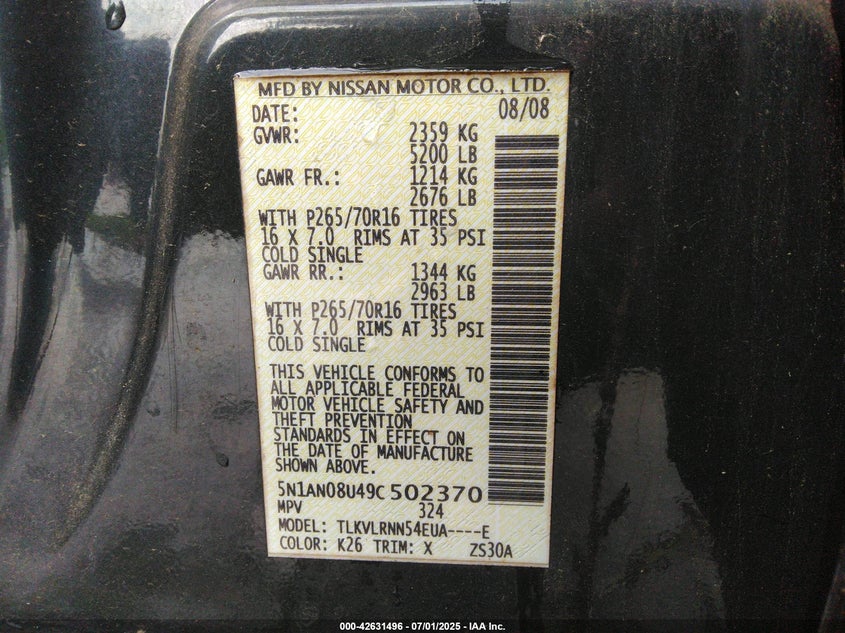 MFD BY NISSAN MOTOR CO., LTD.
DATE: 08/08
GVWR: 2359 KG
5200 LB
GAWR FR.: 1214 KG
2676 LB
WITH P265/70R16 TIRES
16 X 7.0 RIMS AT 35 PSI
COLD SINGLE
GAWR RR.: 1344 KG
2963 LB
WITH P265/70R16 TIRES
16 X 7.0 RIMS AT 35 PSI
COLD SINGLE
THIS VEHICLE CONFORMS TO
ALL APPLICABLE FEDERAL
MOTOR VEHICLE SAFETY AND
THEFT PREVENTION
STANDARDS IN EFFECT ON
THE DATE OF MANUFACTURE
SHOWN ABOVE.
5N1AN08U49C502370
MPV 324
MODEL: TLKVLRNN54EUA----E
COLOR: K26 TRIM: X ZS30A
000-42631496 - 07/01/2025 - IAA Inc.